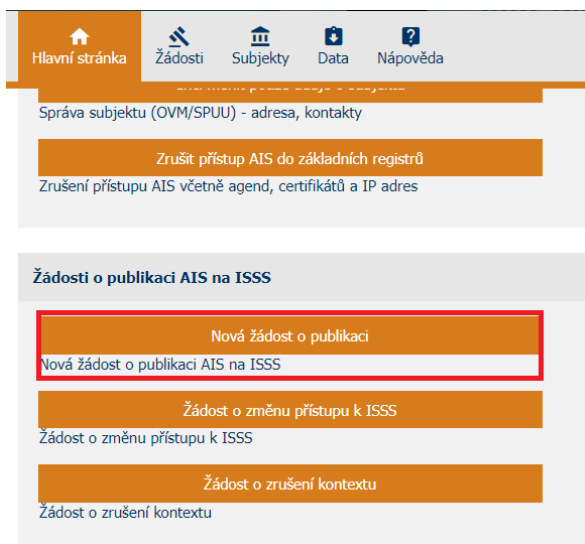 Hlavní stránka
Žádosti
Subjekty
Data
Nápověda
Správa subjektu (OVM/SPUU) - adresa, kontakty
Zrušit přístup AIS do základních registrů
Zrušení přístupu AIS včetně agend, certifikátů a IP adres
Žádosti o publikaci AIS na ISSS
Nová žádost o publikaci
Nová žádost o publikaci AIS na ISSS
Žádost o změnu přístupu k ISSS
Žádost o změnu přístupu k ISSS
Žádost o zrušení kontextu
Žádost o zrušení kontextu